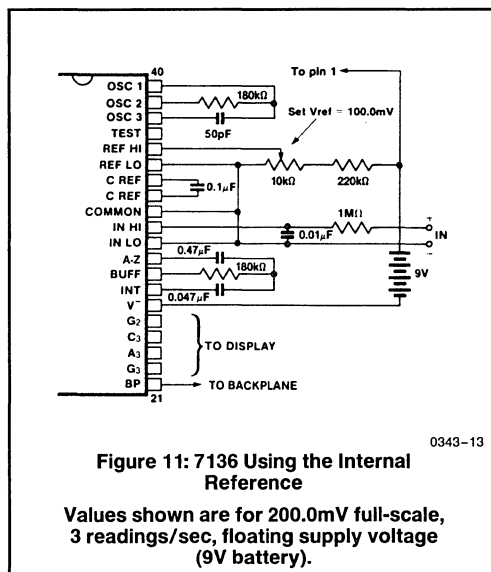 40
To pin 1
OSC 1
OSC 2
180kΩ
OSC 3
50pF
TEST
Set Vref = 100.0mV
REF HI
REF LO
10kΩ
220kΩ
C REF
0.1μF
C REF
COMMON
1MΩ
+
IN HI
0.01μF
IN
IN LO
–
0.47μF
A-Z
180kΩ
BUFF
9V
INT
0.047μF
V⁻
G2
C3
TO DISPLAY
A3
G3
BP
TO BACKPLANE
21
0343–13
Figure 11: 7136 Using the Internal
Reference
Values shown are for 200.0mV full-scale,
3 readings/sec, floating supply voltage
(9V battery).